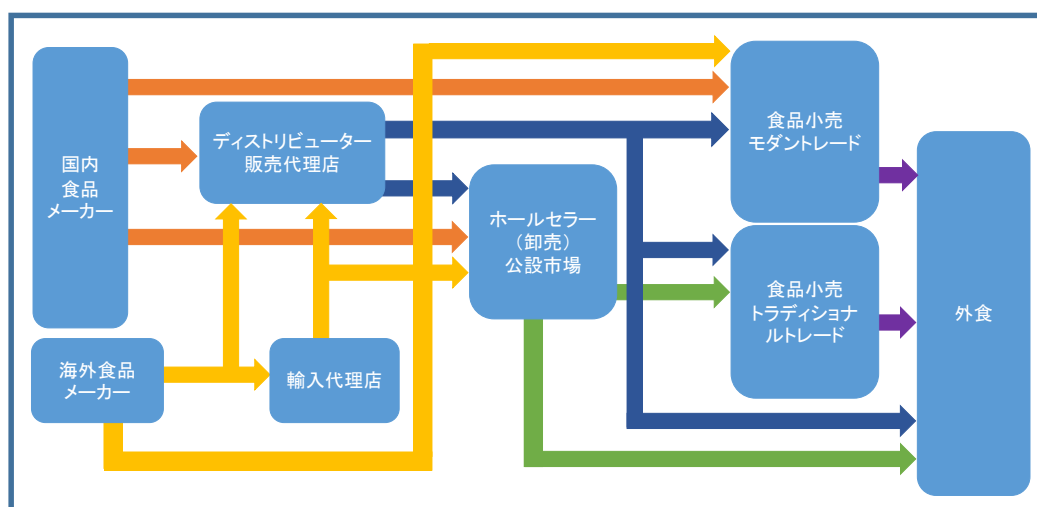 国内
食品
メーカー
ディストリビューター
販売代理店
ホールセラー
（卸売）
公設市場
海外食品
メーカー
輸入代理店
食品小売
モダントレード
食品小売
トラディショナ
ルトレード
外食